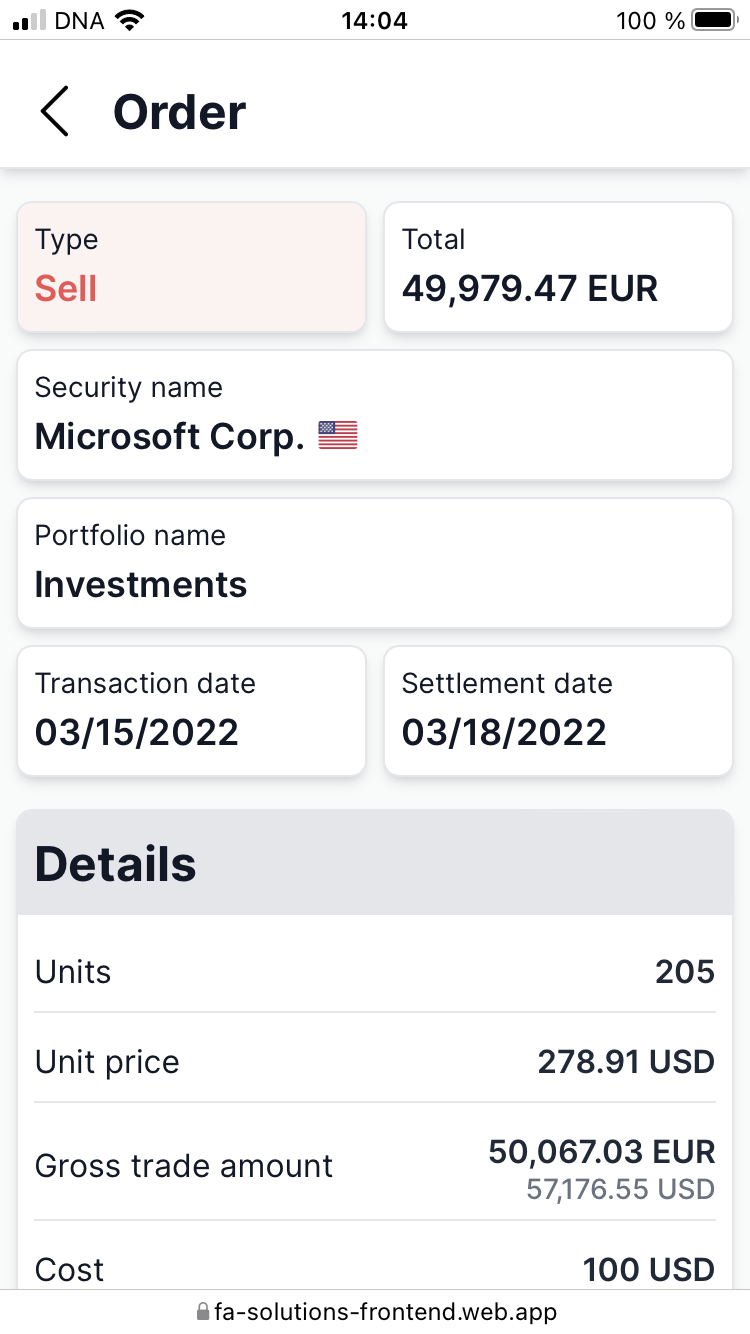 DNA 14:04 100 %
Order
Type
Sell
Total
49,979.47 EUR
Security name
Microsoft Corp.
Portfolio name
Investments
Transaction date
03/15/2022
Settlement date
03/18/2022
Details
Units 205
Unit price 278.91 USD
Gross trade amount 50,067.03 EUR
57,176.55 USD
Cost 100 USD
fa-solutions-frontend.web.app